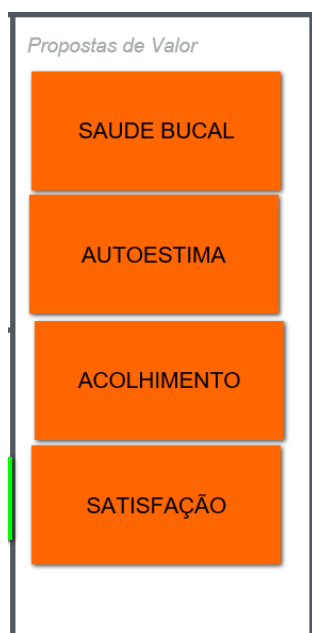 Propostas de Valor
SAUDE BUCAL
AUTOESTIMA
ACOLHIMENTO
SATISFAÇÃO